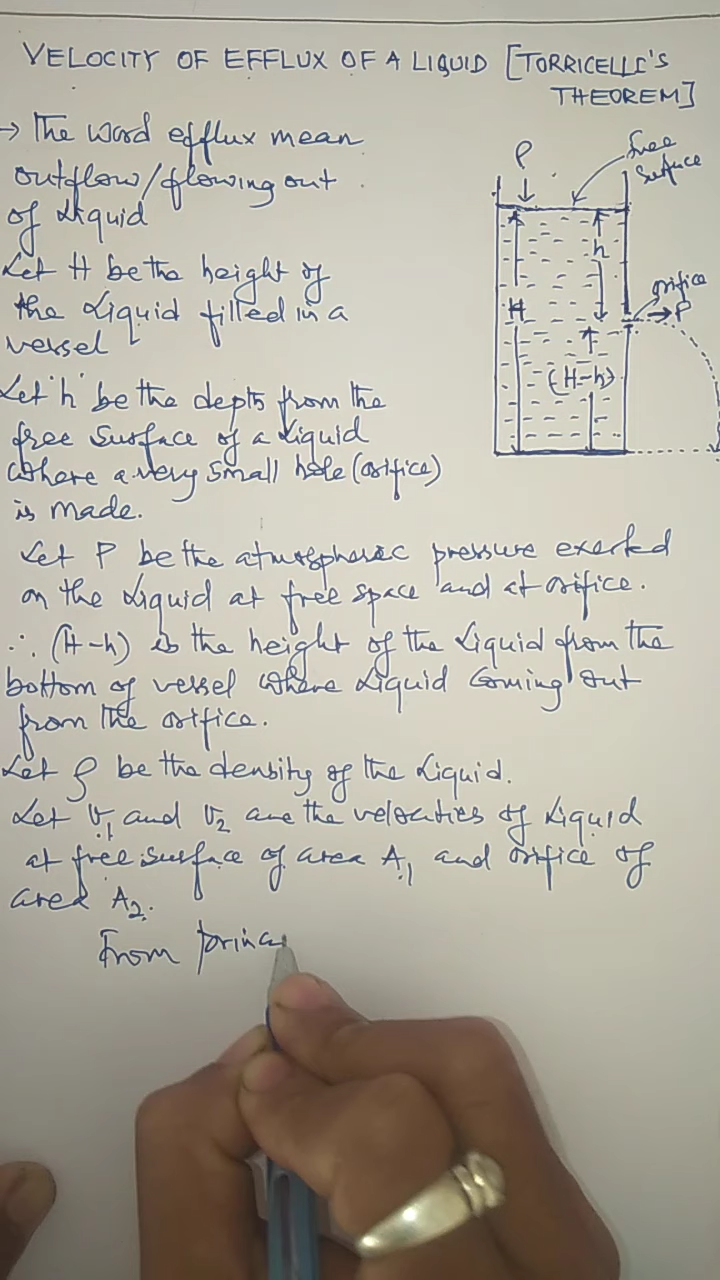 VELOCITY OF EFFLUX OF A LIQUID [TORRICELLI'S
THEOREM]
→ The word efflux mean
outflow/flowing out
of Liquid
Let H be the height of
the Liquid filled in a
vessel
Let 'h' be the depth from the
free surface of a Liquid
where a very small hole (orifice)
is made.
P
free
surface
h
H
orifice
P
(H-h)
Let P be the atmospheric pressure exerted
on the Liquid at free space and at orifice.
∴ (H-h) is the height of the Liquid from the
bottom of vessel where Liquid Coming out
from the orifice.
Let ρ be the density of the Liquid.
Let V₁ and V₂ are the velocities of Liquid
at free surface of area A₁ and orifice of
area A₂.
From princ